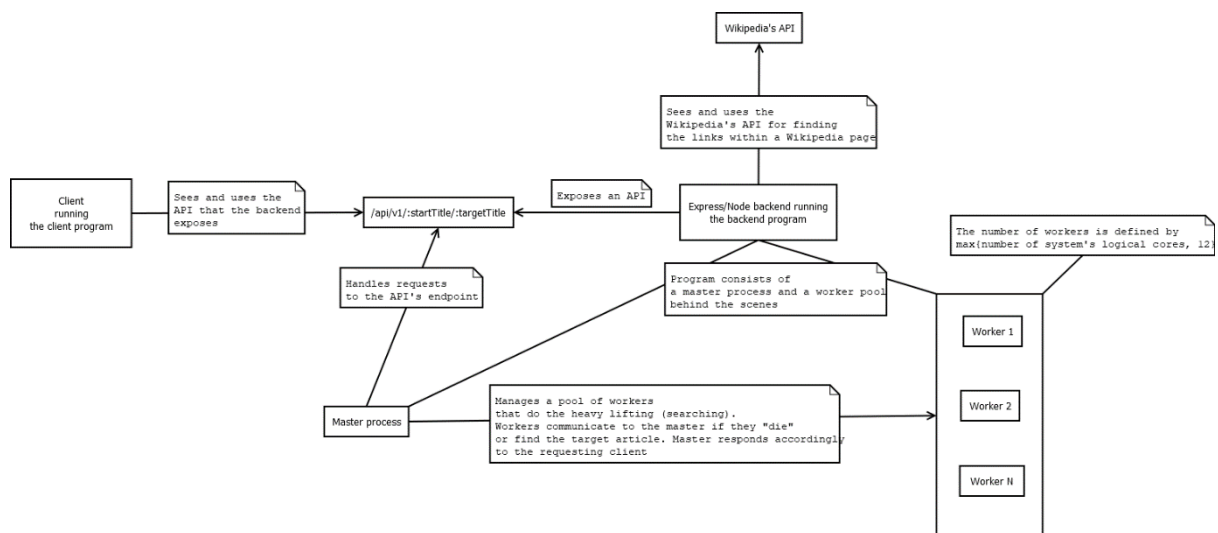 Wikipedia's API
Sees and uses the
Wikipedia's API for finding
the links within a Wikipedia page
Client
running
the client program
Sees and uses the
API that the backend
exposes
/api/v1/:startTitle/:targetTitle
Exposes an API
Express/Node backend running
the backend program
The number of workers is defined by
max{number of system's logical cores, 12}
Handles requests
to the API's endpoint
Program consists of
a master process and a worker pool
behind the scenes
Worker 1
Worker 2
Worker N
Master process
Manages a pool of workers
that do the heavy lifting (searching).
Workers communicate to the master if they "die"
or find the target article. Master responds accordingly
to the requesting client